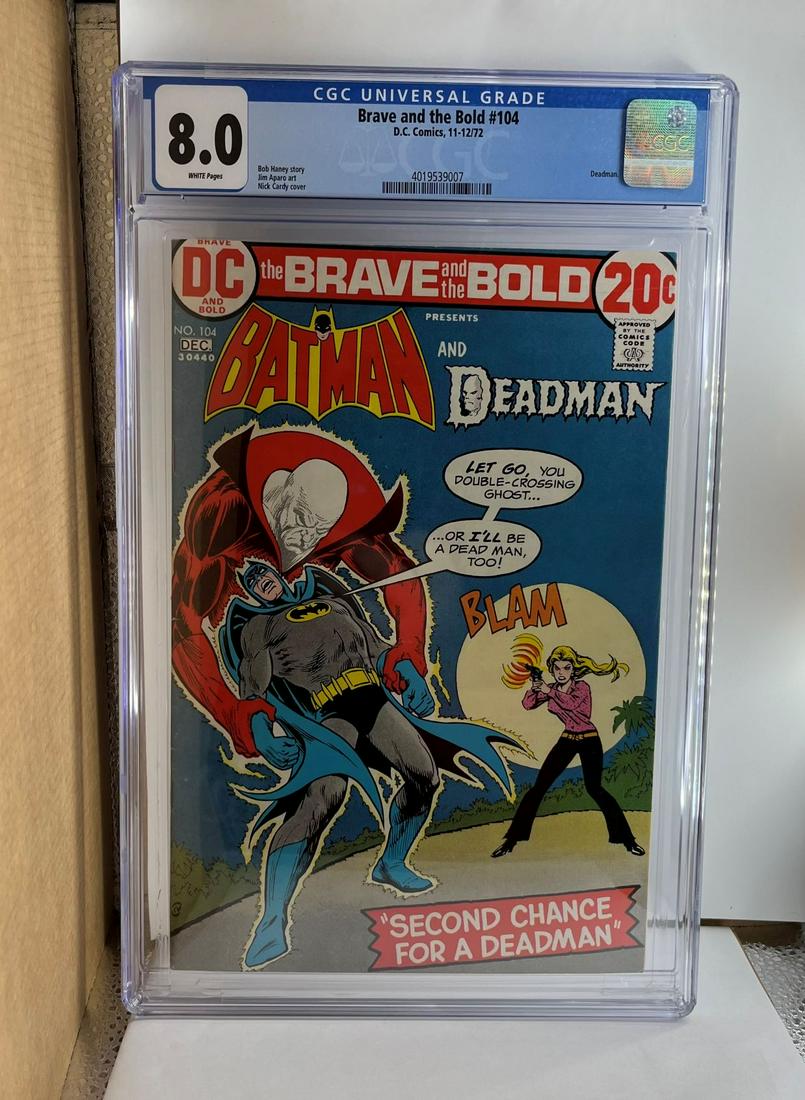 CGC UNIVERSAL GRADE
8.0
WHITE Pages
Brave and the Bold #104
D.C. Comics, 11-12/72
Bob Haney story
Jim Aparo art
Nick Cardy cover
CGC
4019539007
Deadman.
CGC
BRAVE
DC
AND
BOLD
the BRAVE and the BOLD
20¢
NO. 104
DEC.
30440
PRESENTS
BATMAN
AND
DEADMAN
APPROVED
BY THE
COMICS
CODE
CA
AUTHORITY
LET GO, YOU
DOUBLE-CROSSING
GHOST...
...OR I'LL BE
A DEAD MAN,
TOO!
BLAM
"SECOND CHANCE
FOR A DEADMAN"